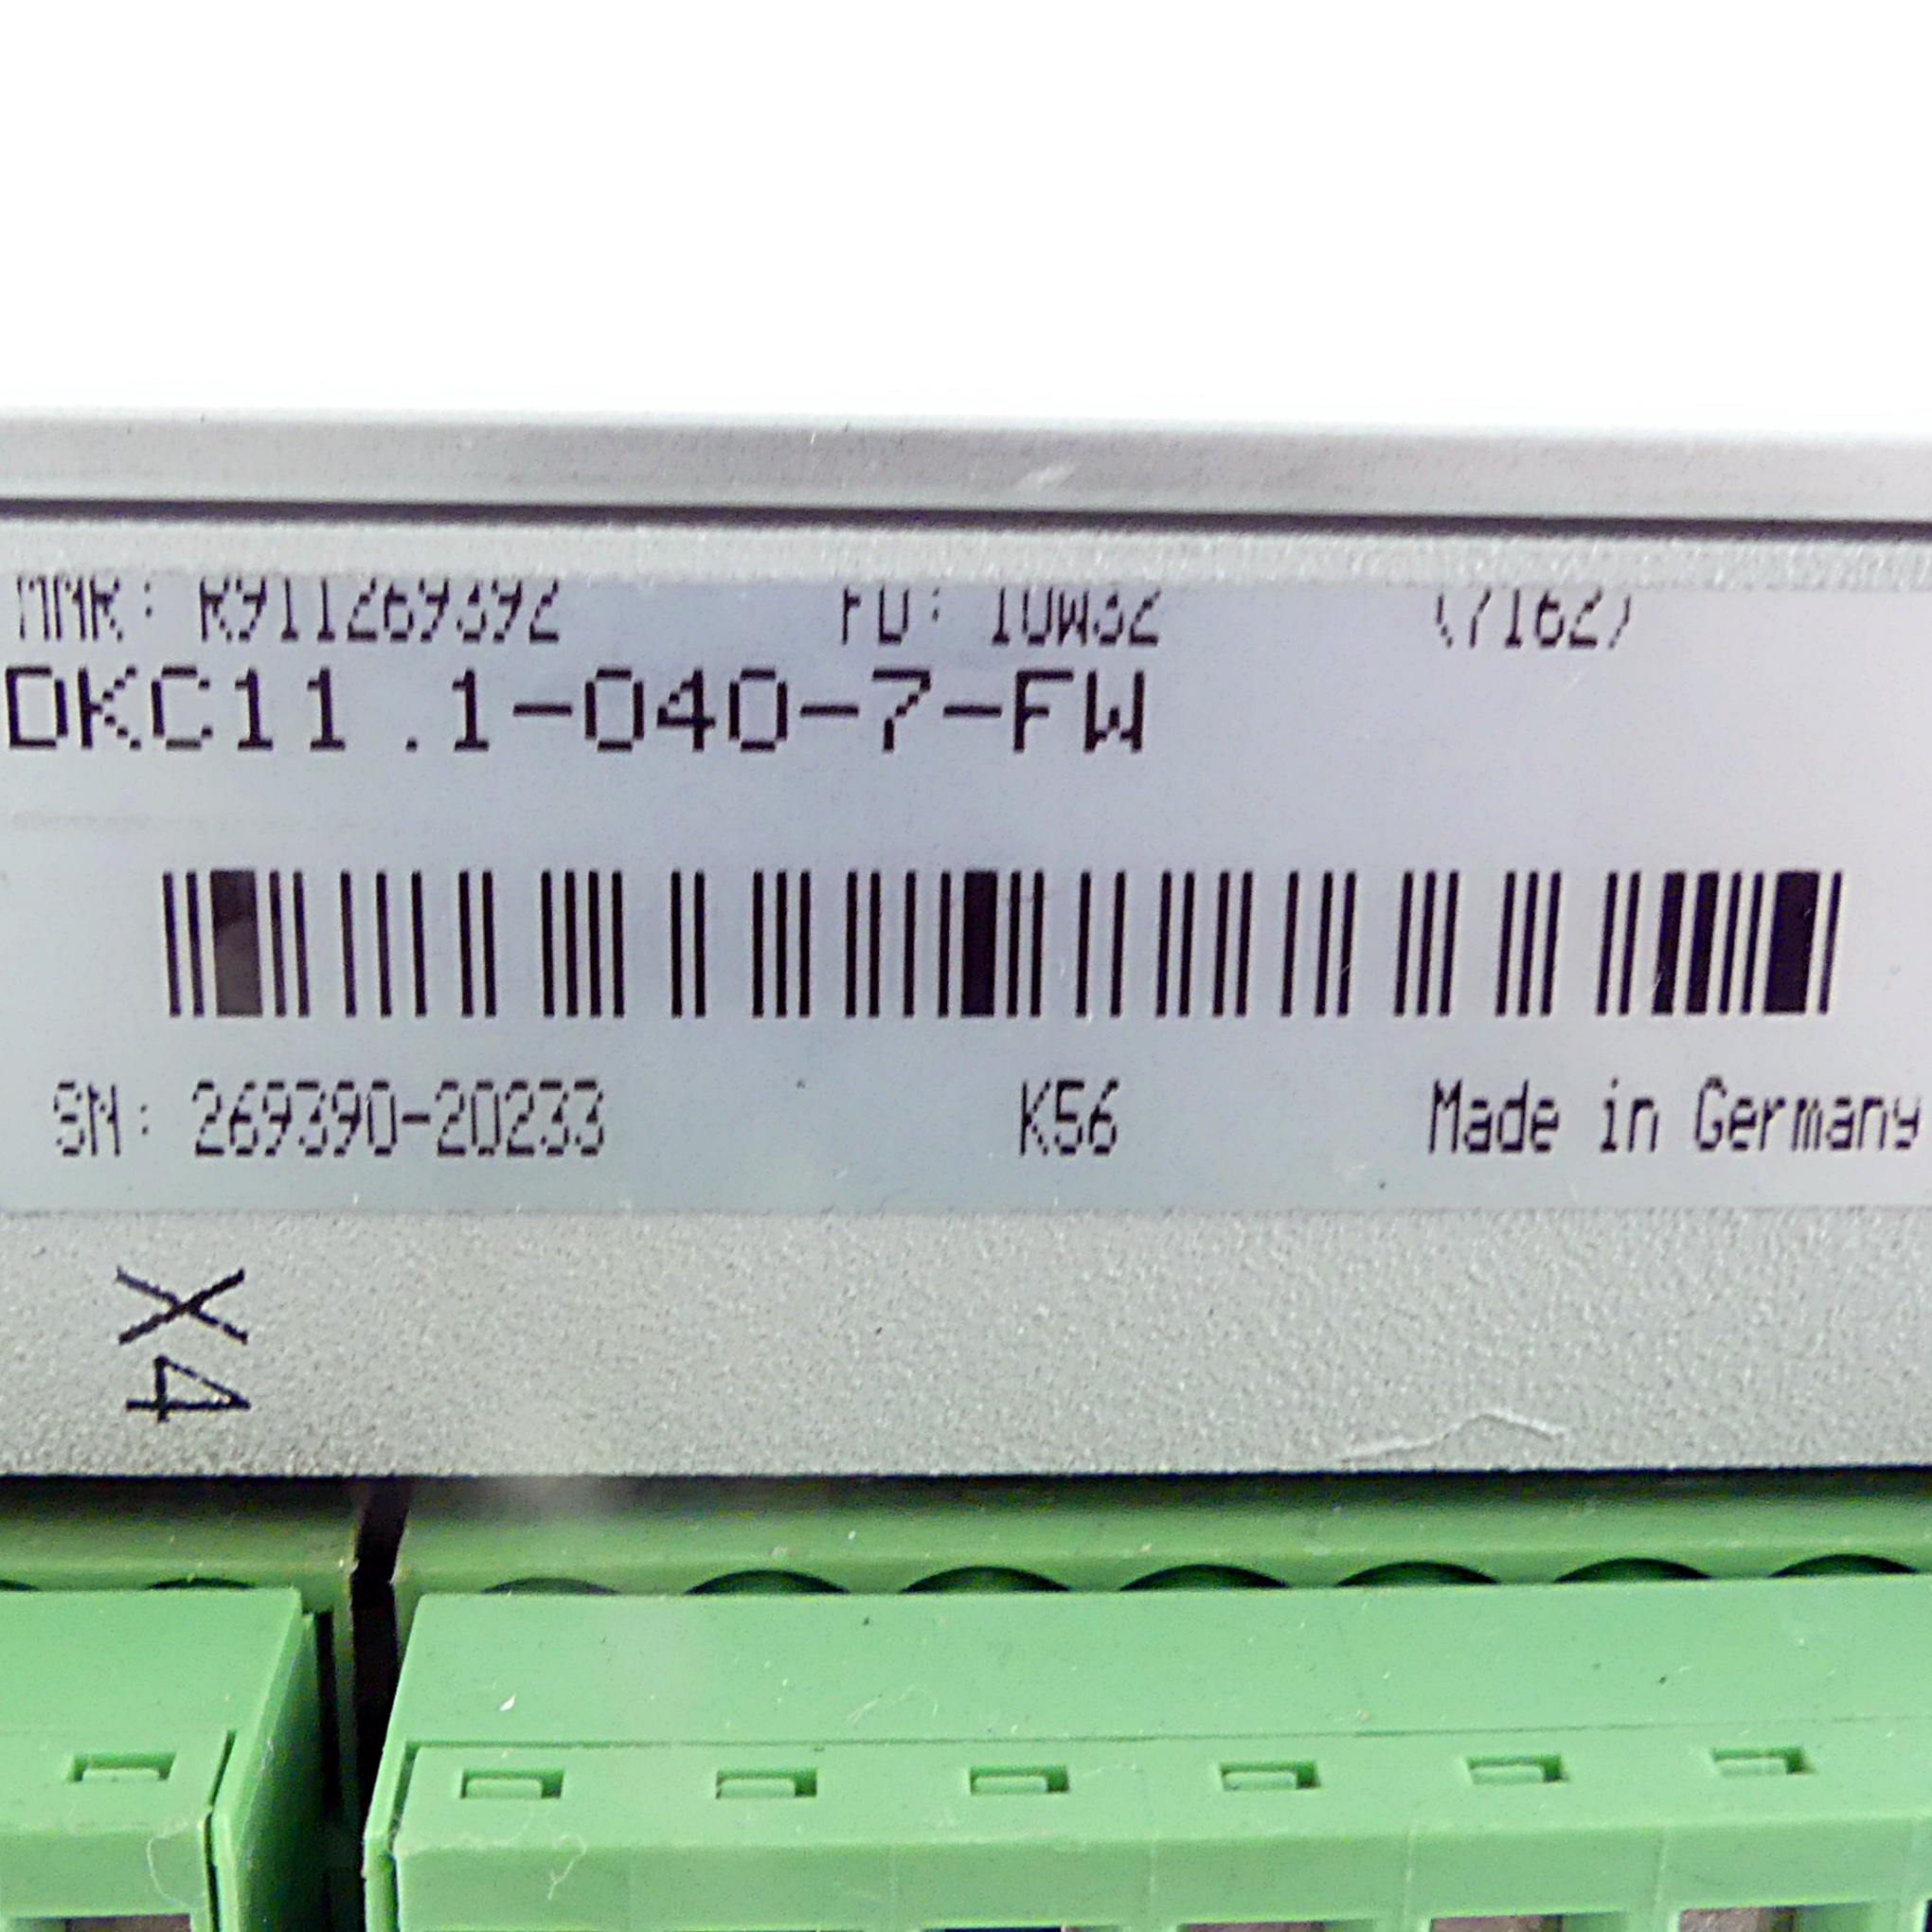 MNR: R911269392 FD: 10W32 (7162)
DKC11.1-040-7-FW
SN: 269390-20233 K56 Made in Germany
X4